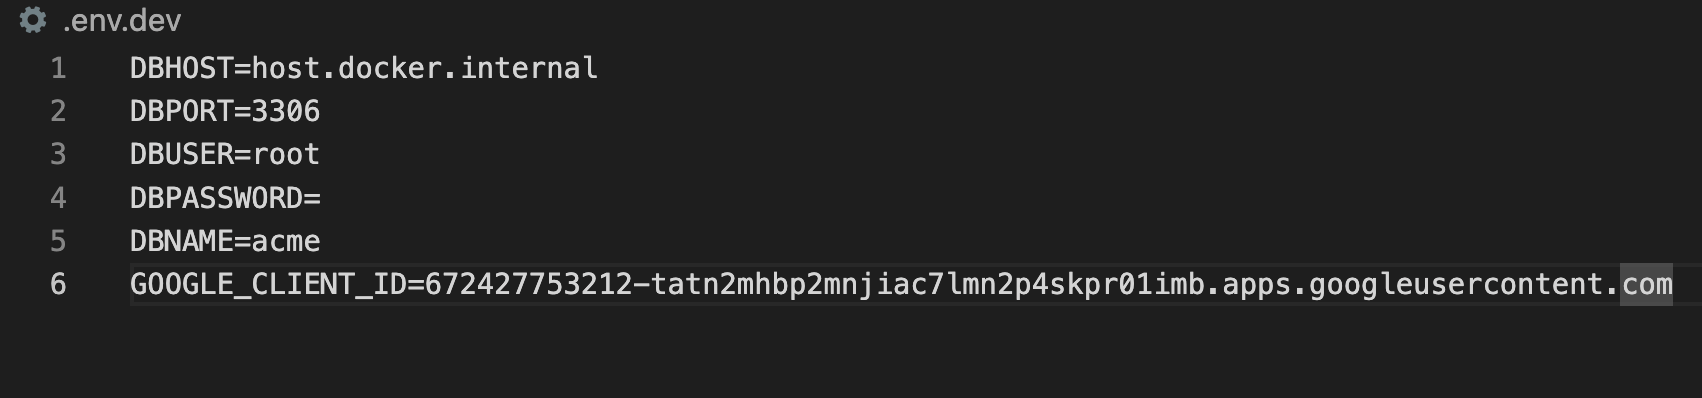 .env.dev
1 DBHOST=host.docker.internal
2 DBPORT=3306
3 DBUSER=root
4 DBPASSWORD=
5 DBNAME=acme
6 GOOGLE_CLIENT_ID=672427753212-tatn2mhbp2mnjiac7lmn2p4skpr01imb.apps.googleusercontent.com